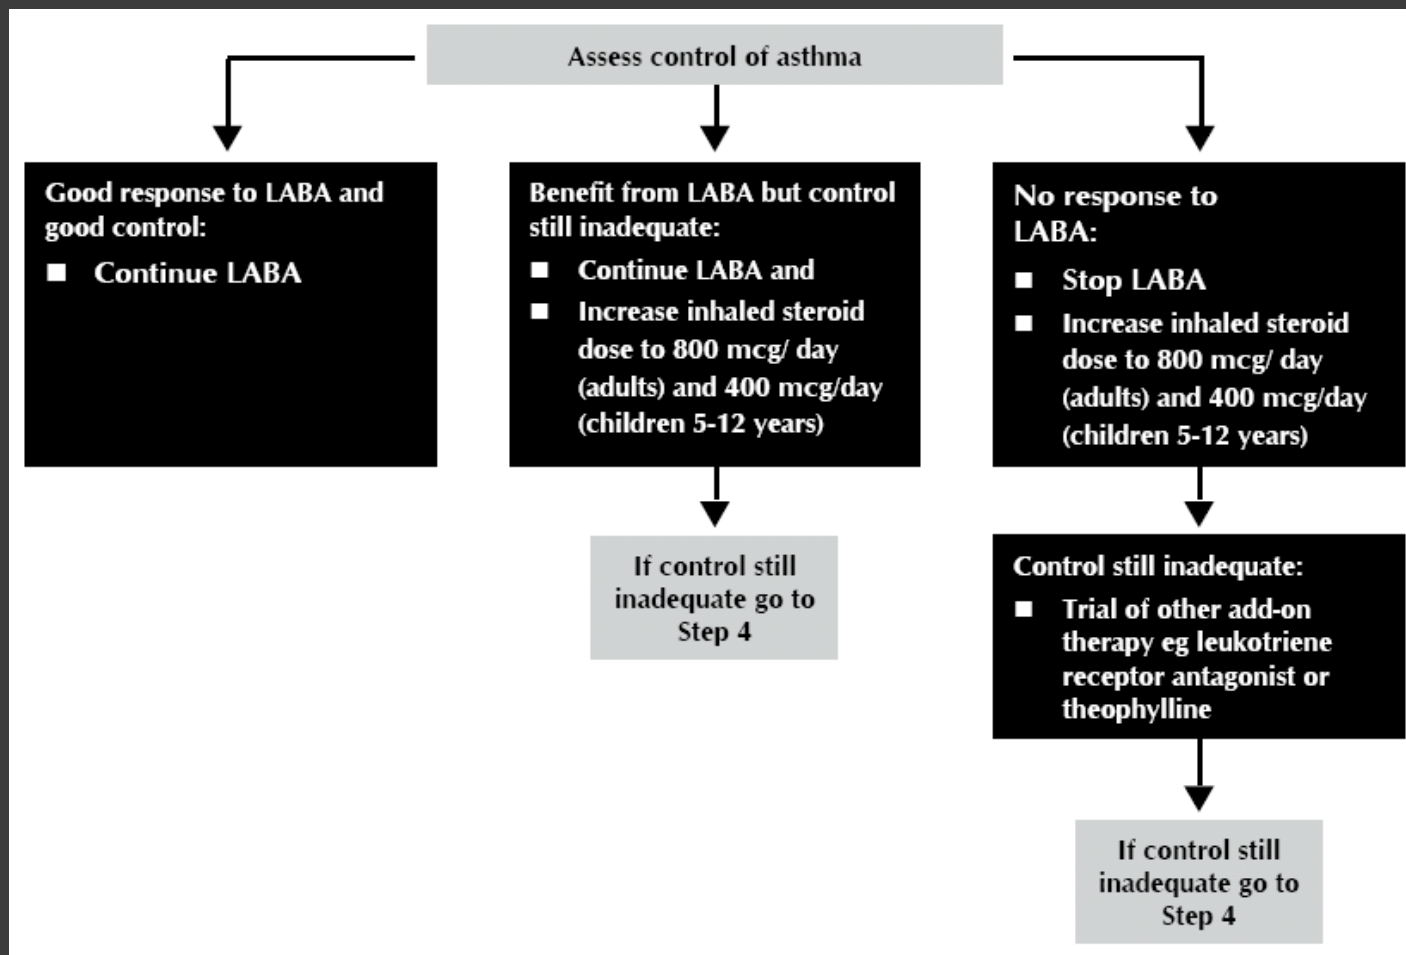 Assess control of asthma
Good response to LABA and
good control:
■ Continue LABA
Benefit from LABA but control
still inadequate:
■ Continue LABA and
■ Increase inhaled steroid
dose to 800 mcg/ day
(adults) and 400 mcg/day
(children 5-12 years)
If control still
inadequate go to
Step 4
No response to
LABA:
■ Stop LABA
■ Increase inhaled steroid
dose to 800 mcg/ day
(adults) and 400 mcg/day
(children 5-12 years)
Control still inadequate:
■ Trial of other add-on
therapy eg leukotriene
receptor antagonist or
theophylline
If control still
inadequate go to
Step 4